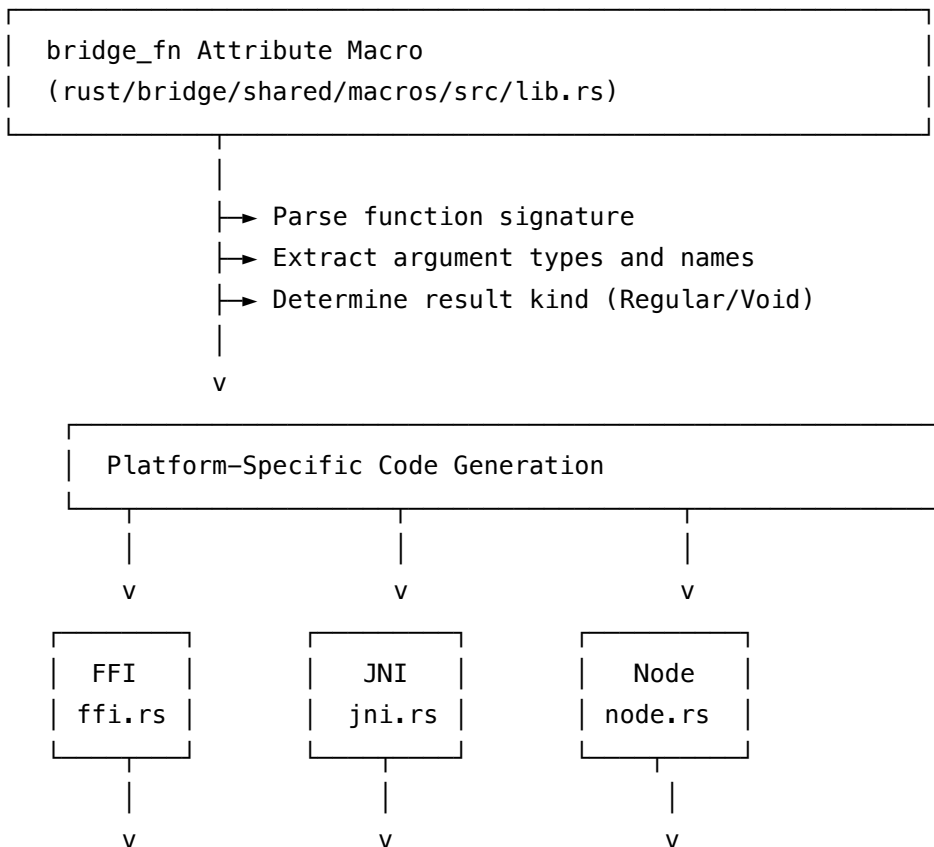 bridge_fn Attribute Macro
(rust/bridge/shared/macros/src/lib.rs)
Parse function signature
Extract argument types and names
Determine result kind (Regular/Void)
v
Platform-Specific Code Generation
v v v
FFI JNI Node
ffi.rs jni.rs node.rs
v v v